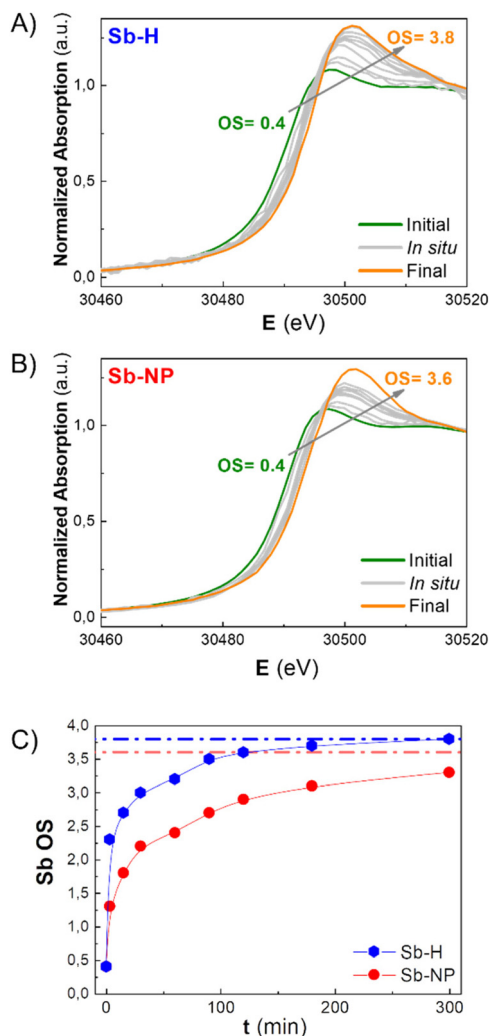 A)
Sb-H
OS= 3.8
OS= 0.4
Initial
In situ
Final
Normalized Absorption (a.u.)
1,0
0,5
0,0
30460 30480 30500 30520
E (eV)
B)
Sb-NP
OS= 3.6
OS= 0.4
Initial
In situ
Final
Normalized Absorption (a.u.)
1,0
0,5
0,0
30460 30480 30500 30520
E (eV)
C)
4,0
3,5
3,0
2,5
2,0
1,5
1,0
0,5
0,0
Sb OS
Sb-H
Sb-NP
0 100 200 300
t (min)